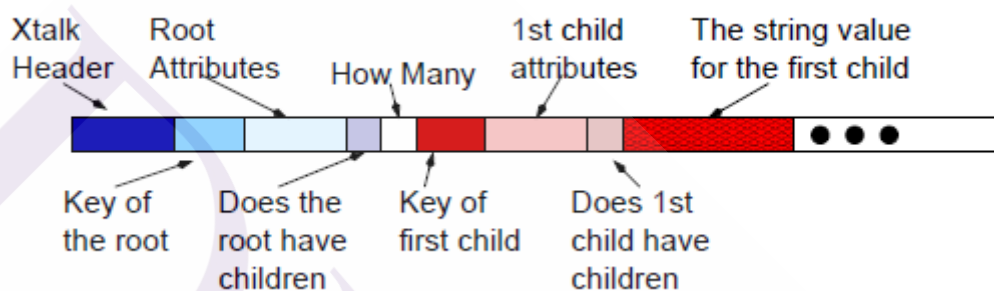 Xtalk
Header
Root
Attributes
How Many
1st child
attributes
The string value
for the first child
Key of
the root
Does the
root have
children
Key of
first child
Does 1st
child have
children